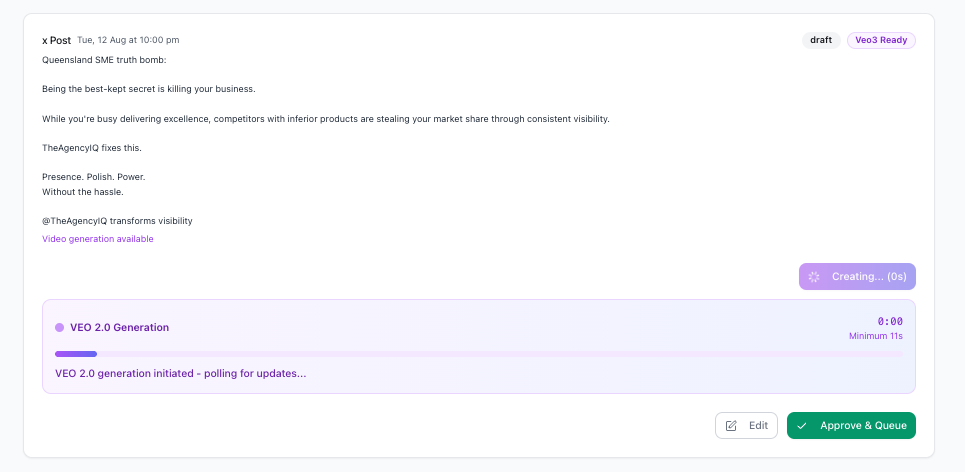 x Post Tue, 12 Aug at 10:00 pm draft Veo3 Ready
Queensland SME truth bomb:
Being the best-kept secret is killing your business.
While you're busy delivering excellence, competitors with inferior products are stealing your market share through consistent visibility.
TheAgencyIQ fixes this.
Presence. Polish. Power.
Without the hassle.
@TheAgencyIQ transforms visibility
Video generation available
Creating... (0s)
VEO 2.0 Generation 0:00
Minimum 11s
VEO 2.0 generation initiated - polling for updates...
Edit Approve & Queue